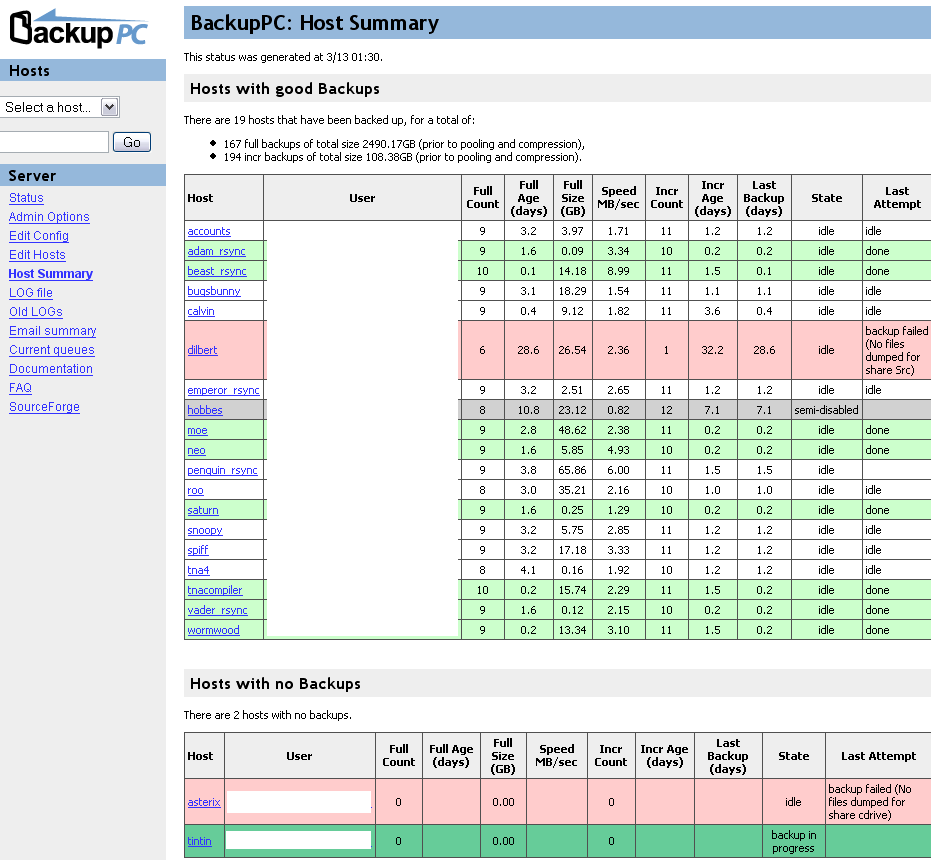 BackupPC
Hosts
Select a host...
Go
Server
Status
Admin Options
Edit Config
Edit Hosts
Host Summary
LOG file
Old LOGs
Email summary
Current queues
Documentation
FAQ
SourceForge
BackupPC: Host Summary
This status was generated at 3/13 01:30.
Hosts with good Backups
There are 19 hosts that have been backed up, for a total of:
167 full backups of total size 2490.17GB (prior to pooling and compression),
194 incr backups of total size 108.38GB (prior to pooling and compression).
Host User Full Count Full Age (days) Full Size (GB) Speed MB/sec Incr Count Incr Age (days) Last Backup (days) State Last Attempt
accounts 9 3.2 3.97 1.71 11 1.2 1.2 idle idle
adam_rsync 9 1.6 0.09 3.34 10 0.2 0.2 idle done
beast_rsync 10 0.1 14.18 8.99 11 1.5 0.1 idle done
bugsbunny 9 3.1 18.29 1.54 11 1.1 1.1 idle idle
calvin 9 0.4 9.12 1.82 11 3.6 0.4 idle idle
dilbert 6 28.6 26.54 2.36 1 32.2 28.6 idle backup failed (No files dumped for share Src)
emperor_rsync 9 3.2 2.51 2.65 11 1.2 1.2 idle idle
hobbes 8 10.8 23.12 0.82 12 7.1 7.1 semi-disabled
moe 9 2.8 48.62 2.38 11 0.2 0.2 idle done
neo 9 1.6 5.85 4.93 10 0.2 0.2 idle done
penguin_rsync 9 3.8 65.86 6.00 11 1.5 1.5 idle
roo 8 3.0 35.21 2.16 10 1.0 1.0 idle idle
saturn 9 1.6 0.25 1.29 10 0.2 0.2 idle done
snoopy 9 3.2 5.75 2.85 11 1.2 1.2 idle idle
spiff 9 3.2 17.18 3.33 11 1.2 1.2 idle idle
tna4 8 4.1 0.16 1.92 10 1.2 1.2 idle idle
tnacompiler 10 0.2 15.74 2.29 11 1.5 0.2 idle done
vader_rsync 9 1.6 0.12 2.15 10 0.2 0.2 idle done
wormwood 9 0.2 13.34 3.10 11 1.5 0.2 idle done
Hosts with no Backups
There are 2 hosts with no backups.
Host User Full Count Full Age (days) Full Size (GB) Speed MB/sec Incr Count Incr Age (days) Last Backup (days) State Last Attempt
asterix 0 0.00 0 idle backup failed (No files dumped for share cdrive)
tintin 0 0.00 0 backup in progress